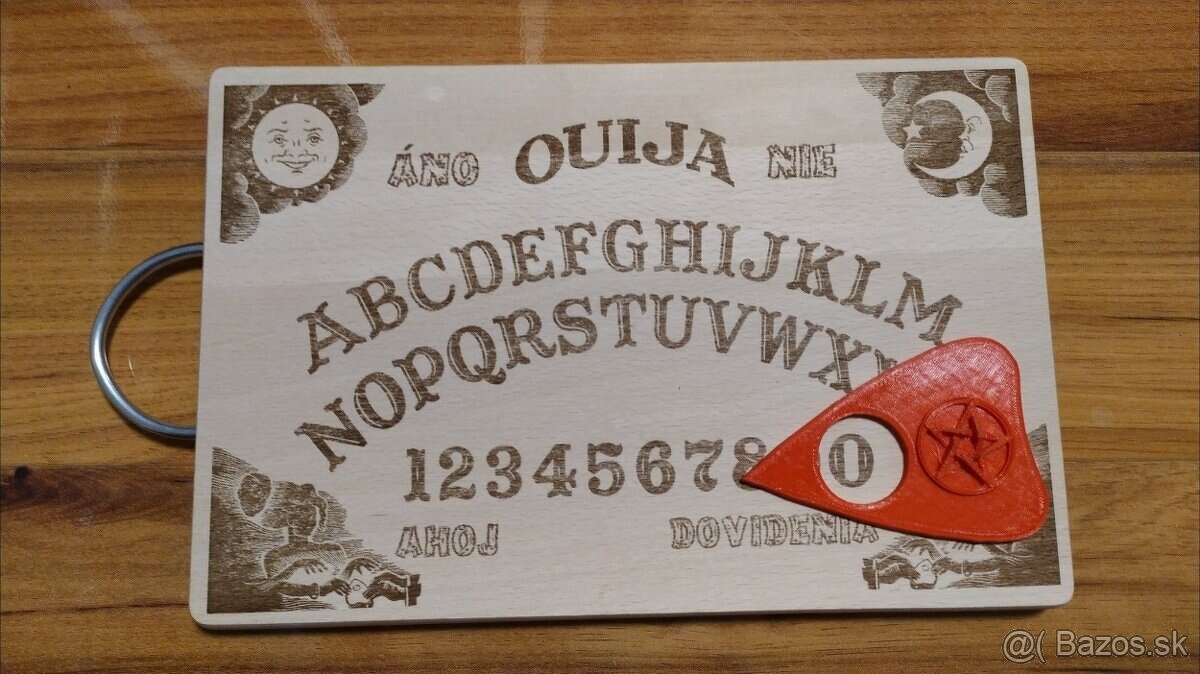 ÁNO OUIJA NIE
ABCDEFGHIJKLM
NOPQRSTUVWX
12345678 0
AHOJ DOVIDENIA
@( Bazos.sk